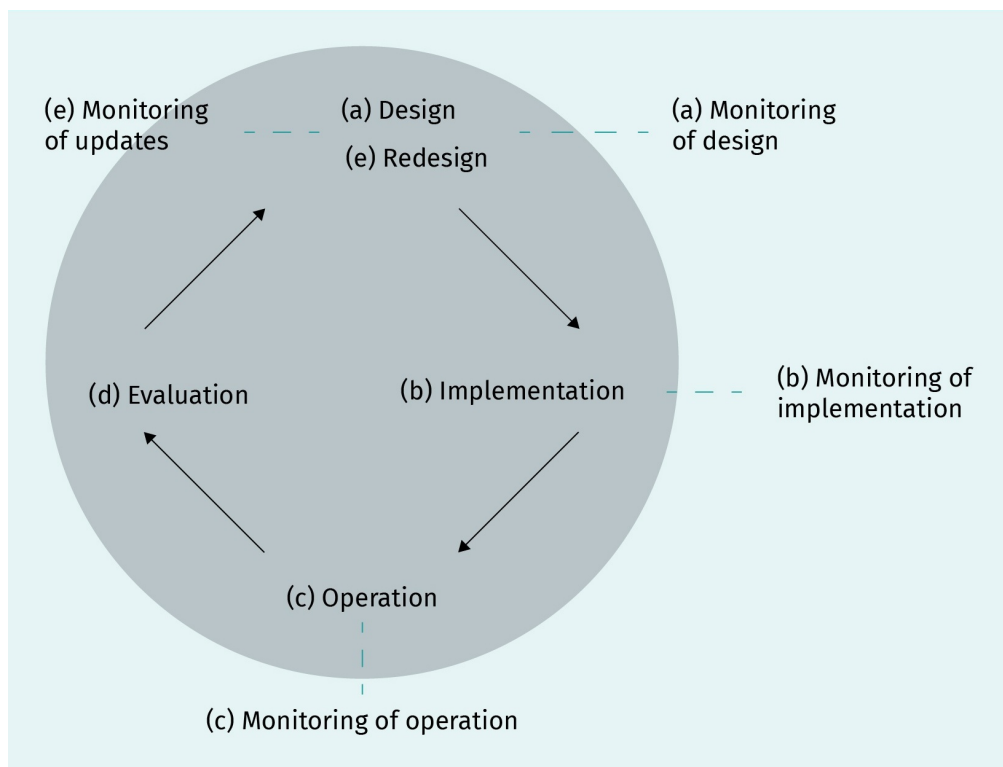 (e) Monitoring
of updates
(a) Design
(e) Redesign
(a) Monitoring
of design
(d) Evaluation
(b) Implementation
(b) Monitoring of
implementation
(c) Operation
(c) Monitoring of operation